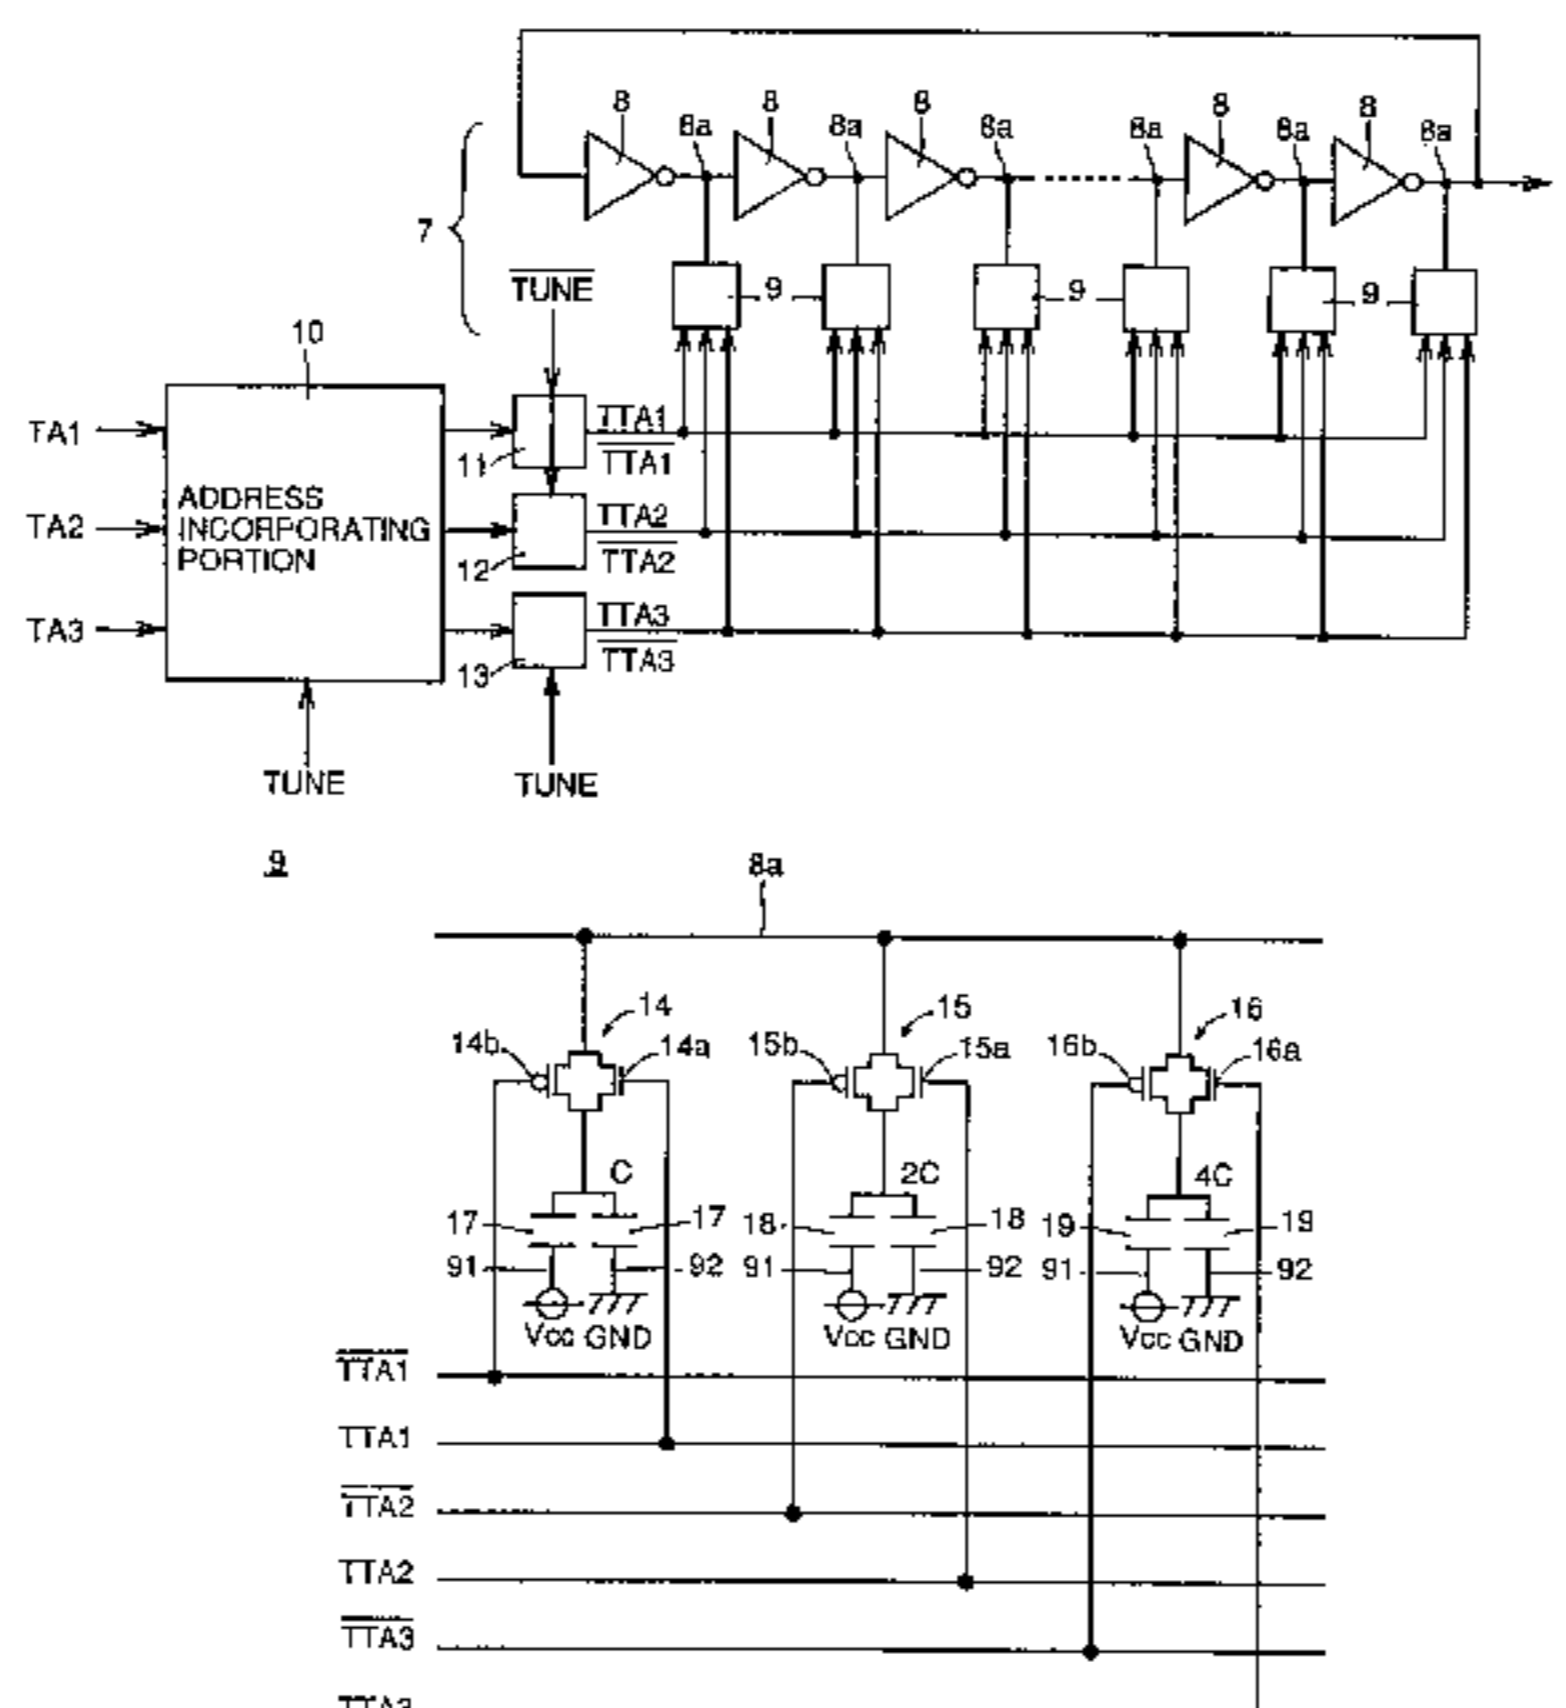 8 8 8 8 8
8a 8a 8a 8a 8a 8a
7
TUNE
9 9 9
10
TA1
TTA1
11
TTA1
ADDRESS
INCORPORATING
PORTION
TA2
TTA2
12
TTA2
TA3
TTA3
13
TTA3
TUNE TUNE
9
8a
14 15 16
14b 14a 15b 15a 16b 16a
C 2C 4C
17 17 18 18 19 19
91 92 91 92 91 92
Vcc GND Vcc GND Vcc GND
TTA1
TTA1
TTA2
TTA2
TTA3